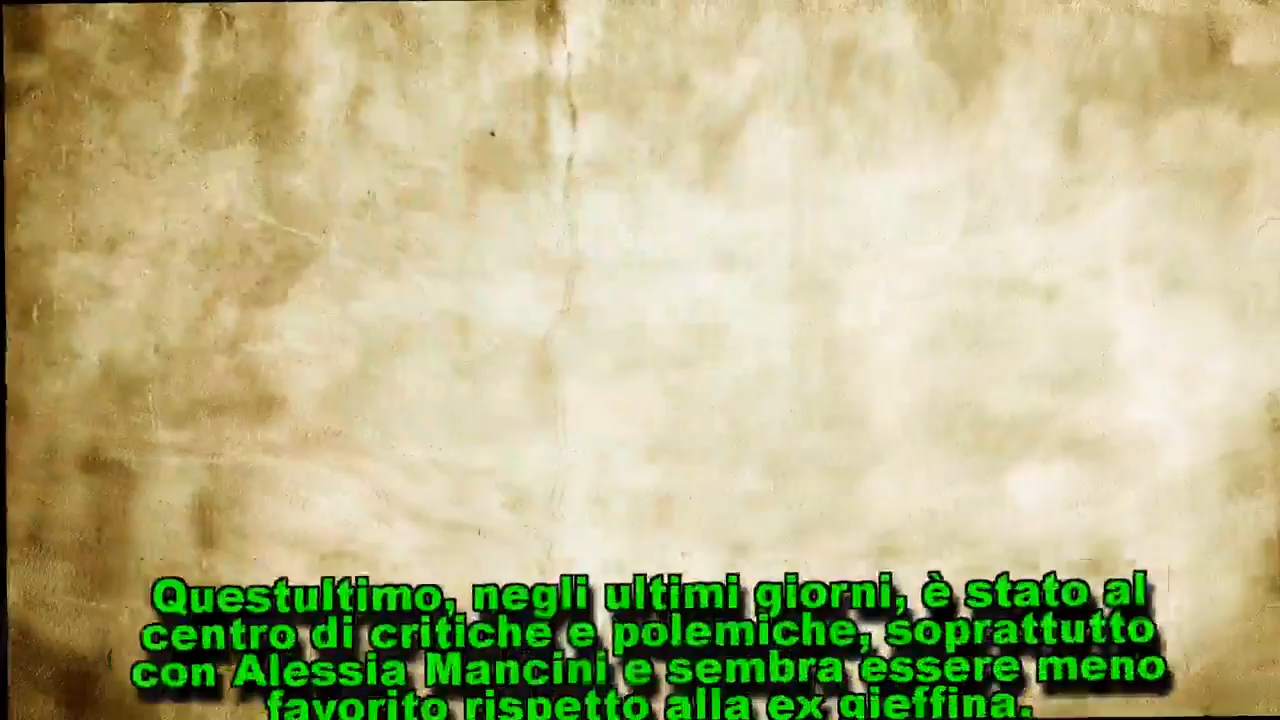 Questultimo, negli ultimi giorni, è stato al
centro di critiche e polemiche, soprattutto
con Alessia Mancini e sembra essere meno
favorito rispetto alla ex gieffina.